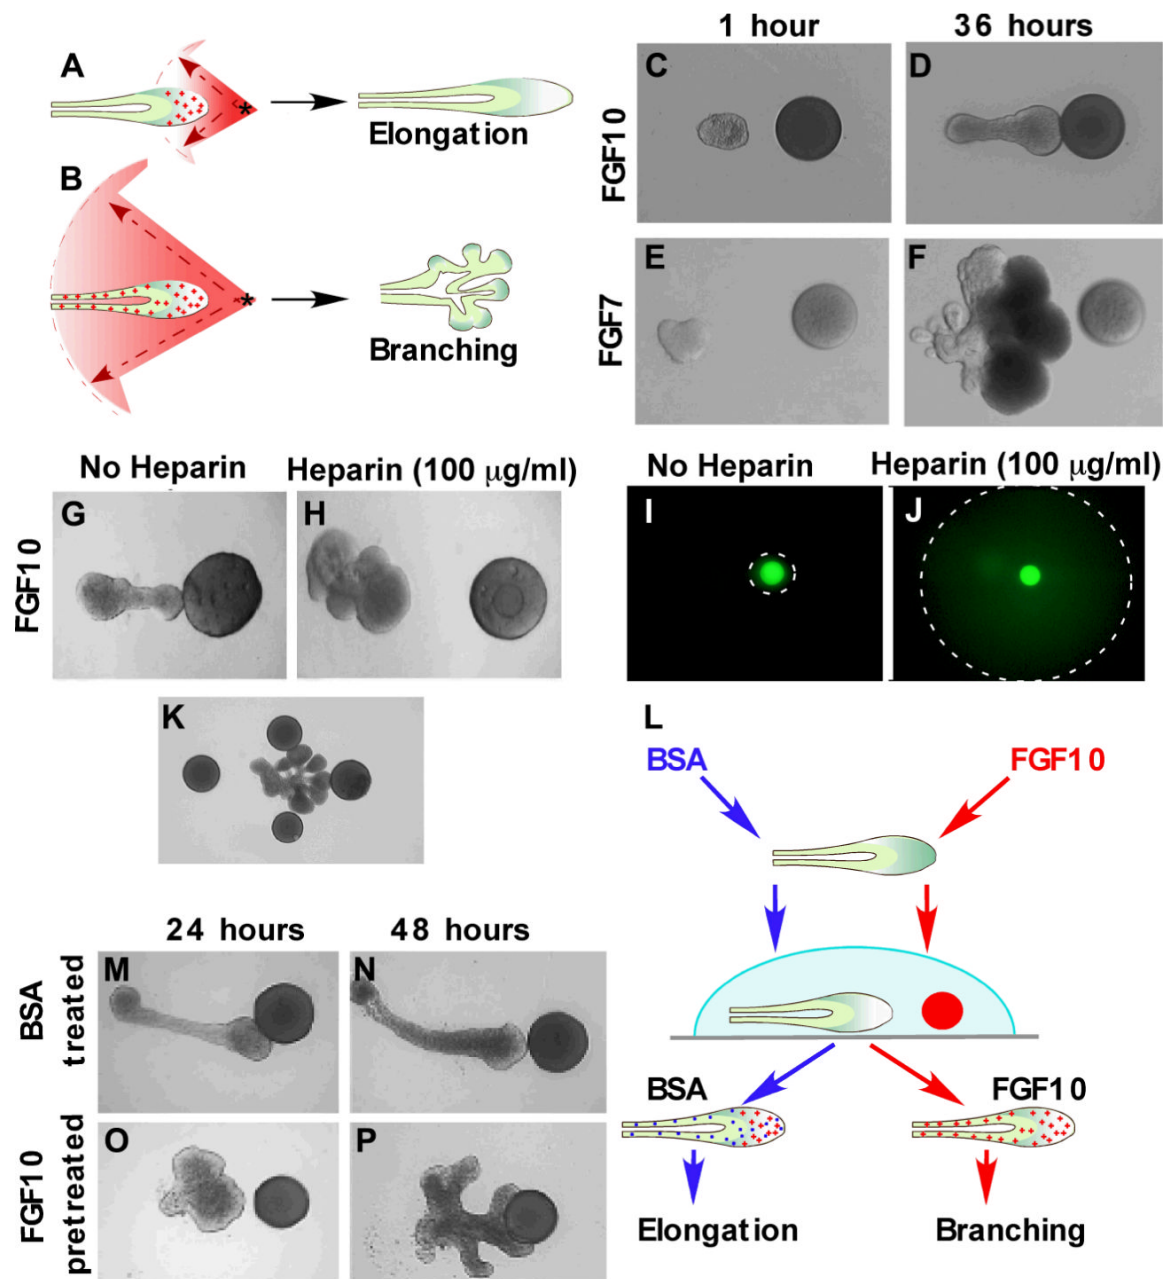 1 hour
36 hours
A
*
Elongation
B
*
Branching
C
D
FGF10
E
F
FGF7
No Heparin
Heparin (100 µg/ml)
G
H
FGF10
No Heparin
Heparin (100 µg/ml)
I
J
K
L
BSA
FGF10
BSA
FGF10
Elongation
Branching
24 hours
48 hours
M
N
BSA
treated
O
P
FGF10
pretreated